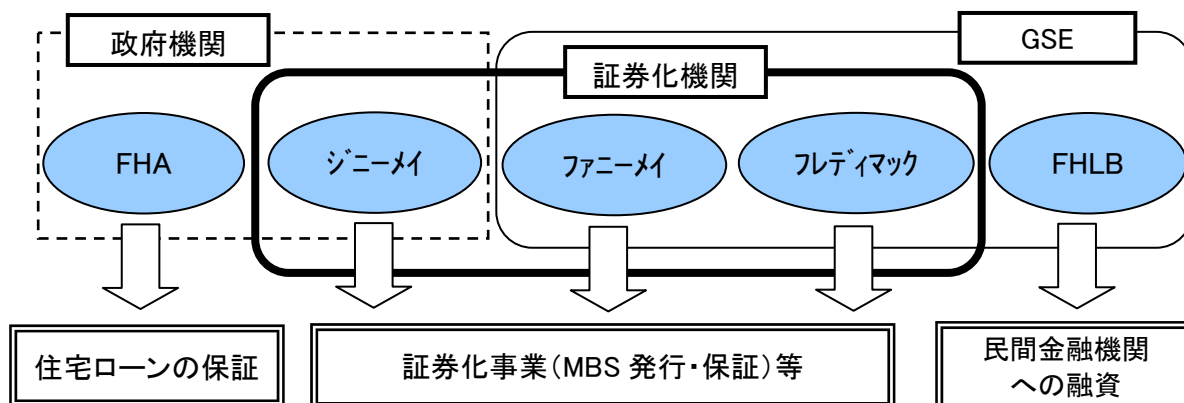 政府機関
GSE
証券化機関
FHA
ジニーメイ
ファニーメイ
フレディマック
FHLB
住宅ローンの保証
証券化事業(MBS 発行・保証)等
民間金融機関
への融資